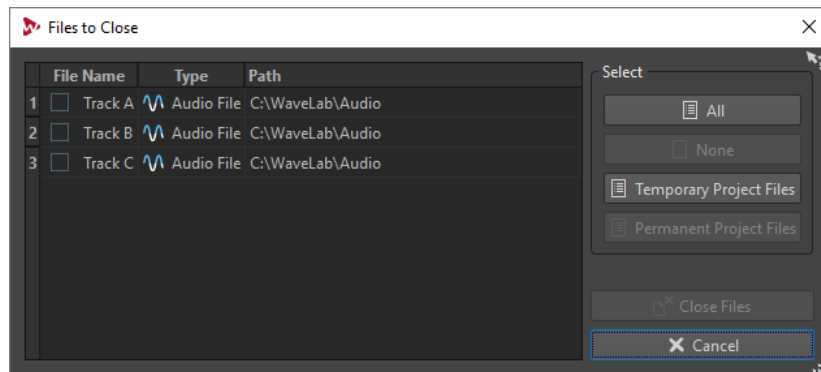 Files to Close
File Name Type Path
1 Track A Audio File C:\WaveLab\Audio
2 Track B Audio File C:\WaveLab\Audio
3 Track C Audio File C:\WaveLab\Audio
Select
All
None
Temporary Project Files
Permanent Project Files
Close Files
Cancel